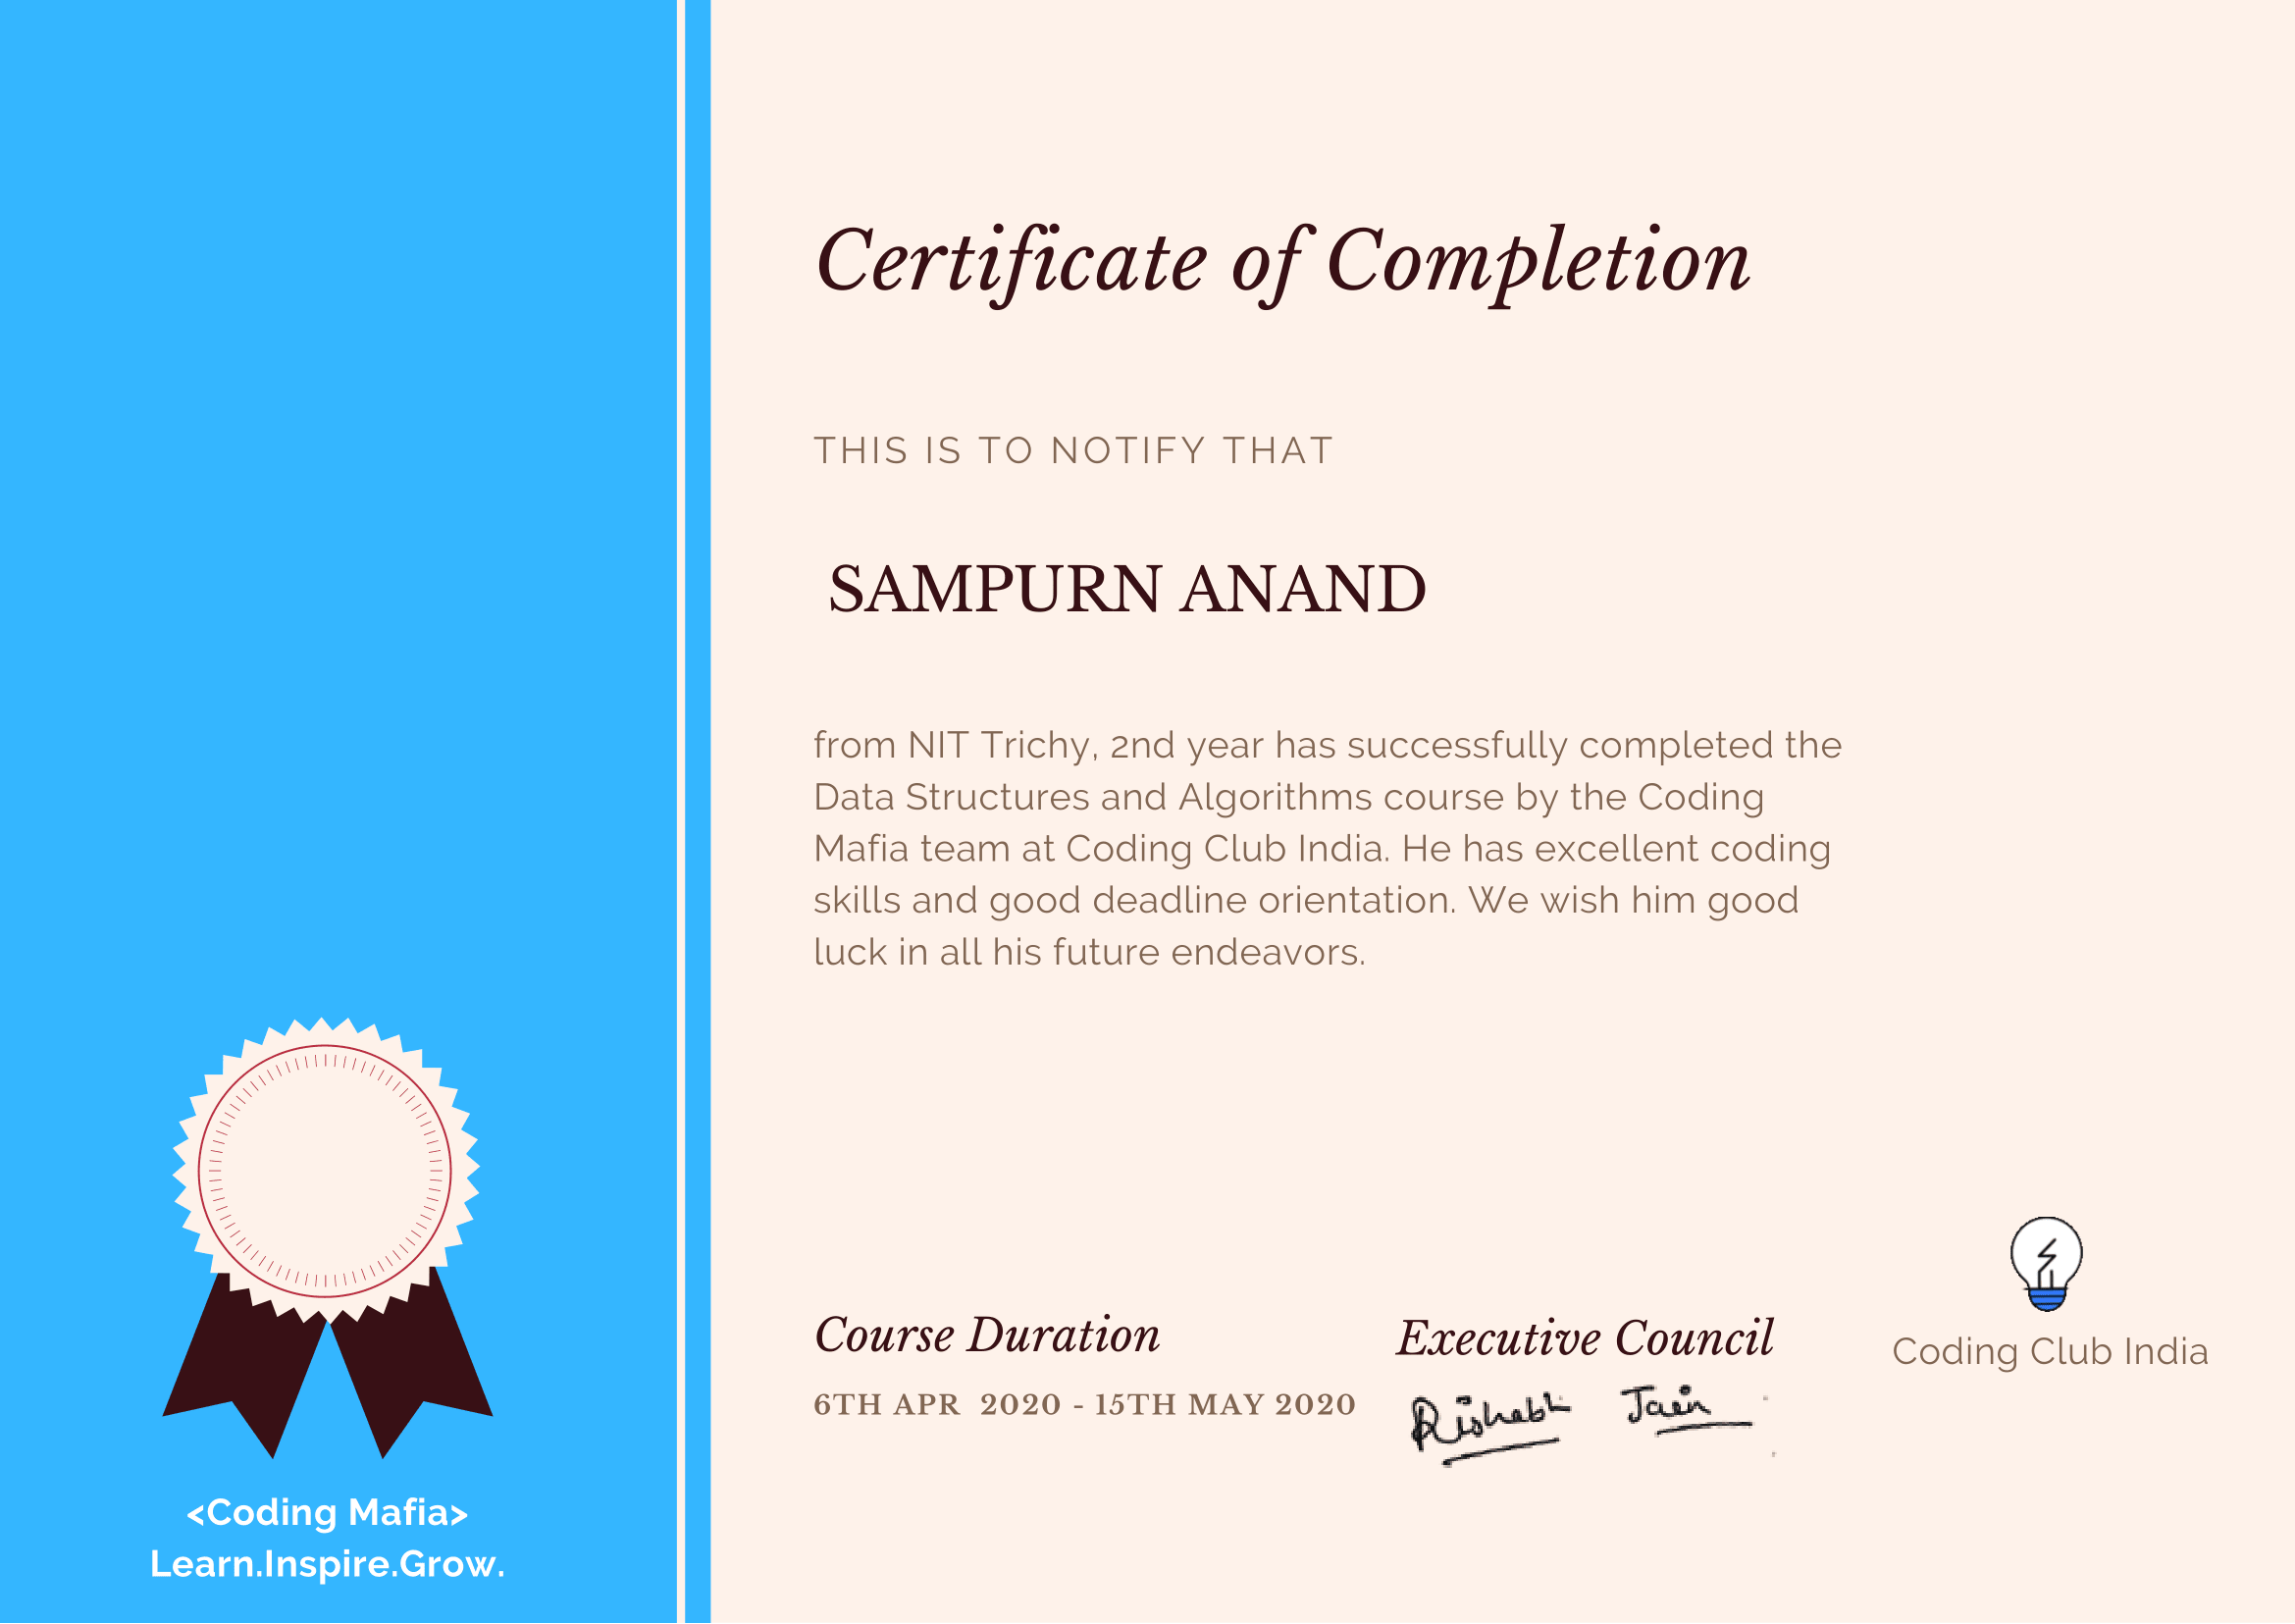 Certificate of Completion
THIS IS TO NOTIFY THAT
SAMPURN ANAND
from NIT Trichy, 2nd year has successfully completed the
Data Structures and Algorithms course by the Coding
Mafia team at Coding Club India. He has excellent coding
skills and good deadline orientation. We wish him good
luck in all his future endeavors.
Course Duration
6TH APR 2020 - 15TH MAY 2020
Executive Council
Rishabh Jain
Coding Club India
<Coding Mafia>
Learn.Inspire.Grow.